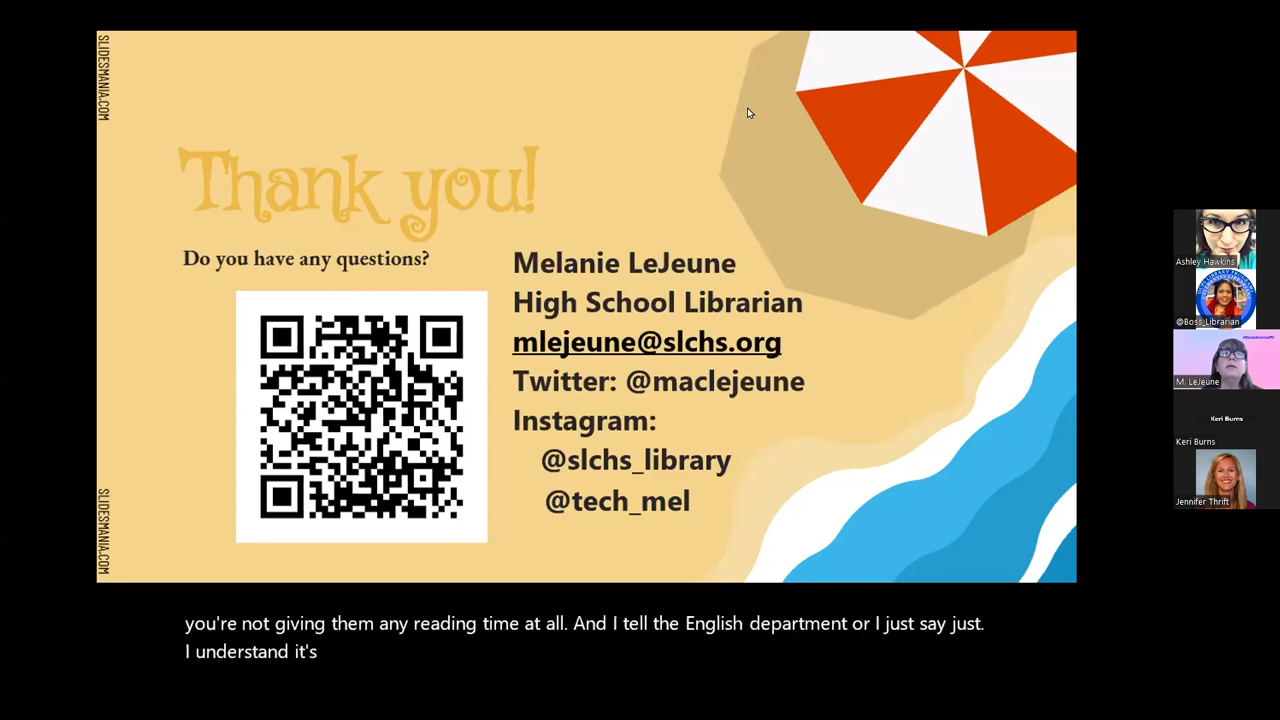 SLIDESMANIA.COM
Thank you!
Do you have any questions?
Melanie LeJeune
High School Librarian
mlejeune@slchs.org
Twitter: @maclejeune
Instagram:
@slchs_library
@tech_mel
SLIDESMANIA.COM
Ashley Hawkins
@Boss_Librarian
M. LeJeune
Keri Burns
Keri Burns
Jennifer Thrift
you're not giving them any reading time at all. And I tell the English department or I just say just.
I understand it's